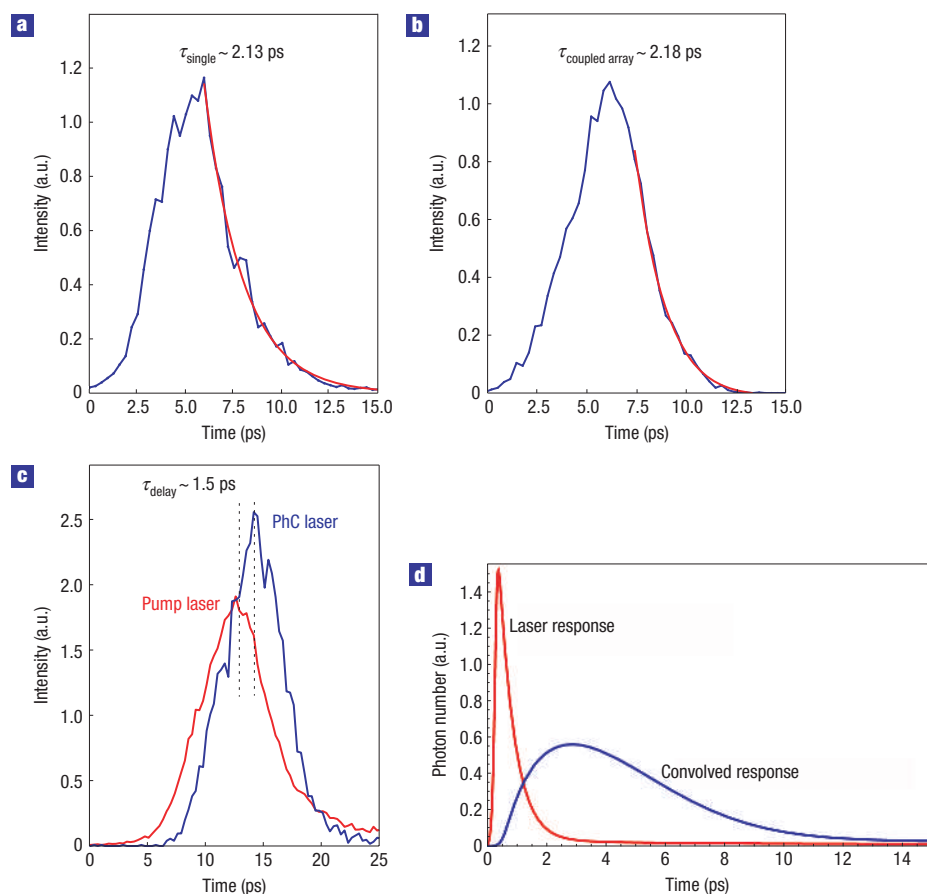 a
τsingle ~ 2.13 ps
Intensity (a.u.)
1.2
1.0
0.8
0.6
0.4
0.2
0
0 2.5 5.0 7.5 10.0 12.5 15.0
Time (ps)
b
τcoupled array ~ 2.18 ps
Intensity (a.u.)
1.2
1.0
0.8
0.6
0.4
0.2
0
0 2.5 5.0 7.5 10.0 12.5 15.0
Time (ps)
c
τdelay ~ 1.5 ps
PhC laser
Pump laser
Intensity (a.u.)
2.5
2.0
1.5
1.0
0.5
0
0 5 10 15 20 25
Time (ps)
d
Laser response
Convolved response
Photon number (a.u.)
1.4
1.2
1.0
0.8
0.6
0.4
0.2
0
0 2 4 6 8 10 12 14
Time (ps)